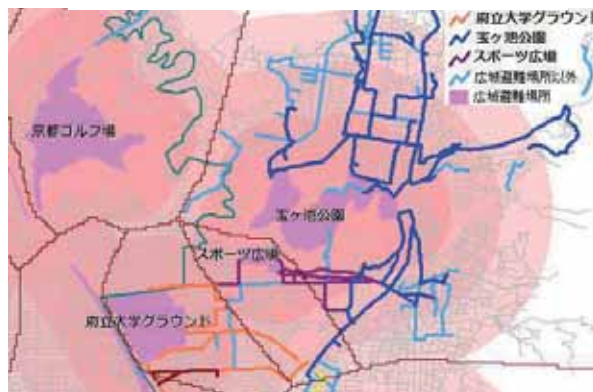 府立大学グラウンド
宝ヶ池公園
スポーツ広場
広域避難場所以外
広域避難場所
京都ゴルフ場
宝ヶ池公園
スポーツ広場
府立大学グラウンド